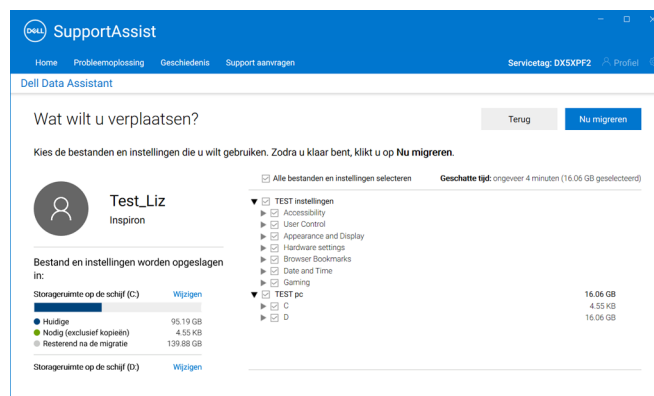 DELL SupportAssist
Home Probleemoplossing Geschiedenis Support aanvragen Servicetag: DX5XPF2 Profiel
Dell Data Assistant
Wat wilt u verplaatsen? Terug Nu migreren
Kies de bestanden en instellingen die u wilt gebruiken. Zodra u klaar bent, klikt u op Nu migreren.
Alle bestanden en instellingen selecteren Geschatte tijd: ongeveer 4 minuten (16.06 GB geselecteerd)
Test_Liz
Inspiron
Bestand en instellingen worden opgeslagen
in:
Storageruimte op de schijf (C:) Wijzigen
Huidige 95.19 GB
Nodig (exclusief kopieën) 4.55 KB
Resterend na de migratie 139.88 GB
Storageruimte op de schijf (D:) Wijzigen
TEST instellingen
Accessibility
User Control
Appearance and Display
Hardware settings
Browser Bookmarks
Date and Time
Gaming
TEST pc 16.06 GB
C 4.55 KB
D 16.06 GB